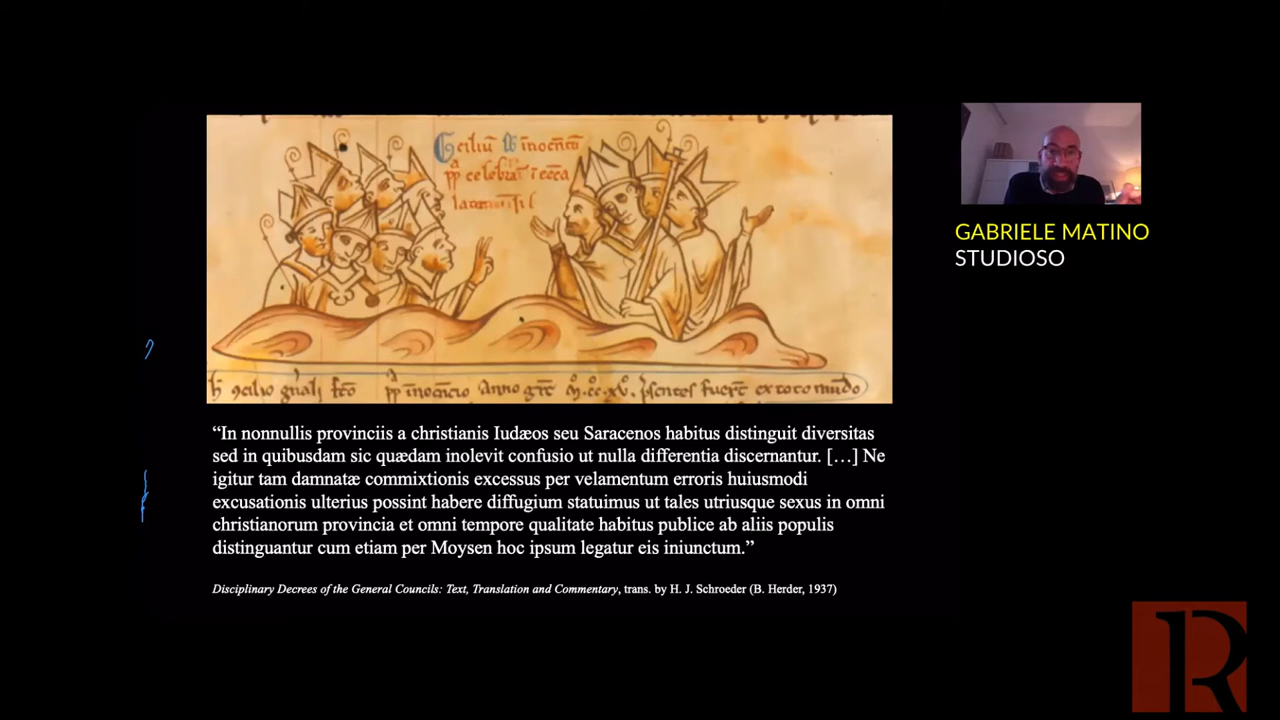 “In nonnullis provinciis a christianis Iudæos seu Saracenos habitus distinguit diversitas
sed in quibusdam sic quædam inolevit confusio ut nulla differentia discernantur. […] Ne
igitur tam damnatæ commixtionis excessus per velamentum erroris huiusmodi
excusationis ulterius possint habere diffugium statuimus ut tales utriusque sexus in omni
christianorum provincia et omni tempore qualitate habitus publice ab aliis populis
distinguantur cum etiam per Moysen hoc ipsum legatur eis iniunctum.”
Disciplinary Decrees of the General Councils: Text, Translation and Commentary, trans. by H. J. Schroeder (B. Herder, 1937)
GABRIELE MATINO
STUDIOSO
R